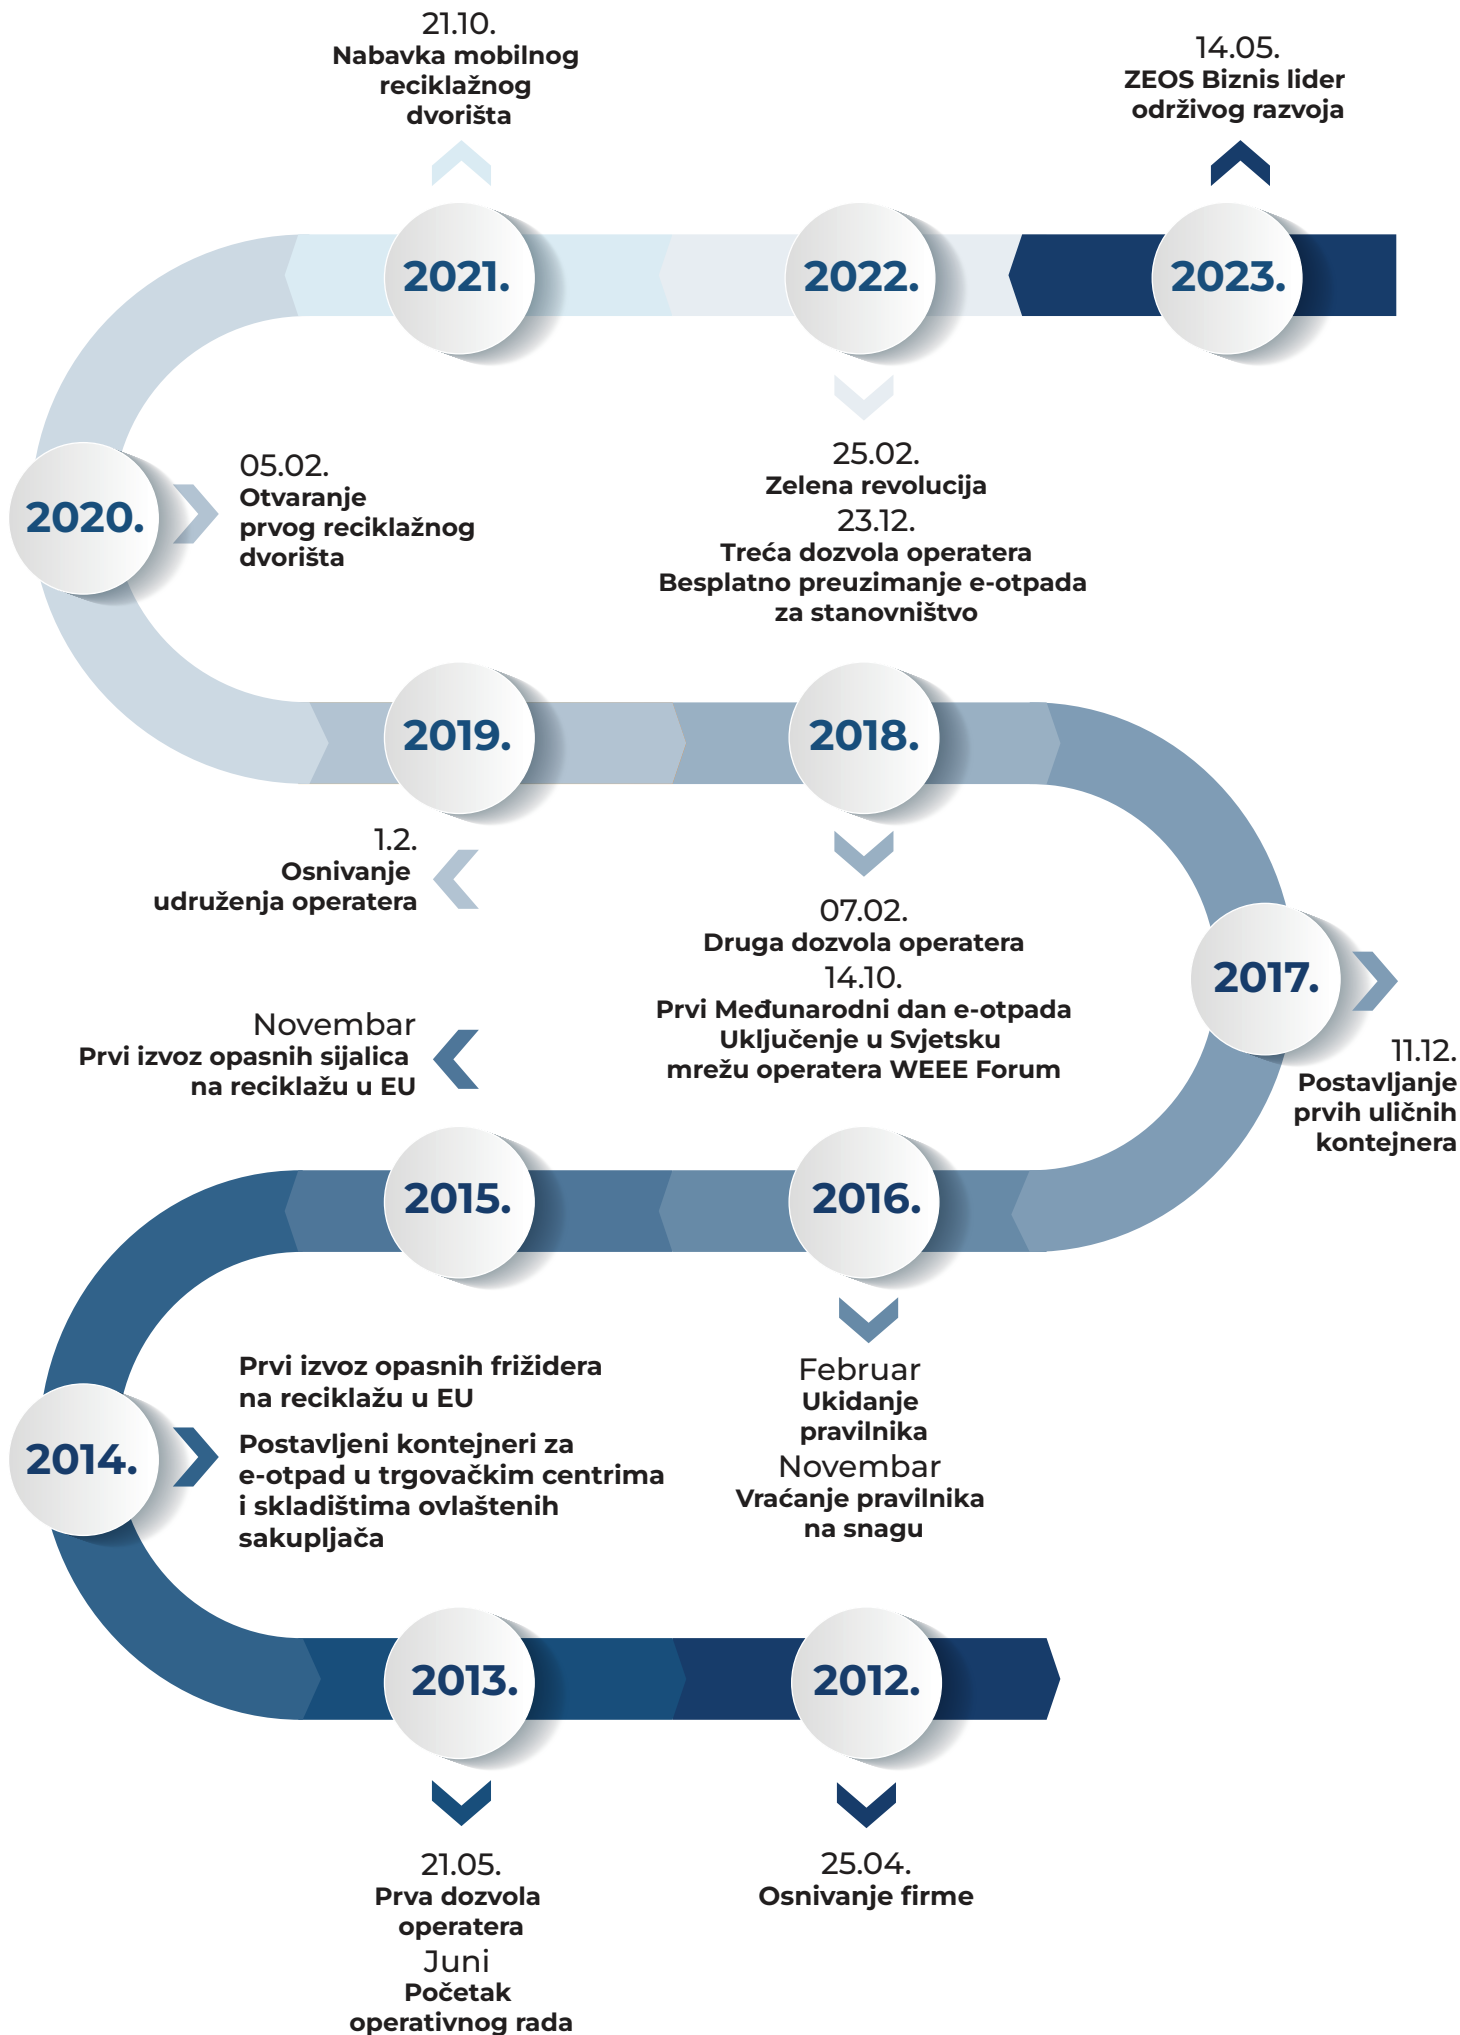 21.10.
Nabavka mobilnog
reciklažnog
dvorišta
14.05.
ZEOS Biznis lider
održivog razvoja
2021.
2022.
2023.
2020.
05.02.
Otvaranje
prvog reciklažnog
dvorišta
25.02.
Zelena revolucija
23.12.
Treća dozvola operatera
Besplatno preuzimanje e-otpada
za stanovništvo
2019.
2018.
1.2.
Osnivanje
udruženja operatera
07.02.
Druga dozvola operatera
14.10.
Prvi Međunarodni dan e-otpada
Uključenje u Svjetsku
mrežu operatera WEEE Forum
2017.
11.12.
Postavljanje
prvih uličnih
kontejnera
Novembar
Prvi izvoz opasnih sijalica
na reciklažu u EU
2015.
2016.
Februar
Ukidanje
pravilnika
Novembar
Vraćanje pravilnika
na snagu
2014.
Prvi izvoz opasnih frižidera
na reciklažu u EU
Postavljeni kontejneri za
e-otpad u trgovačkim centrima
i skladištima ovlaštenih
sakupljača
2013.
2012.
21.05.
Prva dozvola
operatera
Juni
Početak
operativnog rada
25.04.
Osnivanje firme